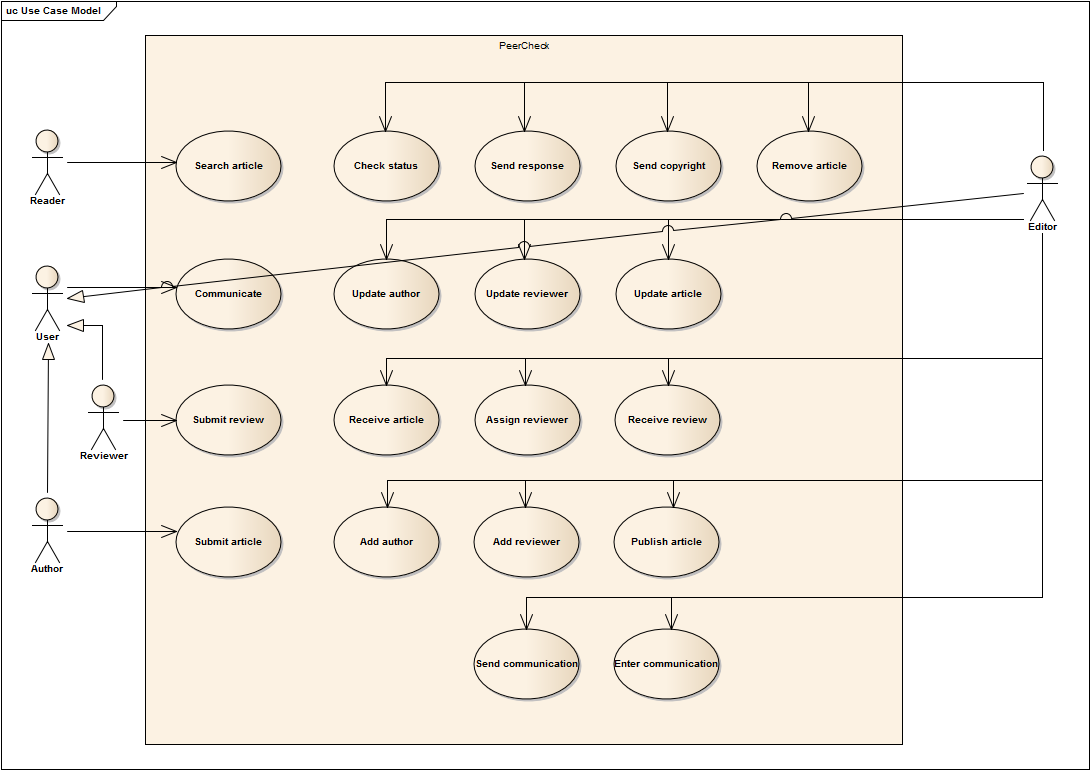 uc Use Case Model
PeerCheck
Search article
Check status
Send response
Send copyright
Remove article
Reader
Editor
Communicate
Update author
Update reviewer
Update article
User
Submit review
Receive article
Assign reviewer
Receive review
Reviewer
Submit article
Add author
Add reviewer
Publish article
Author
Send communication
Enter communication